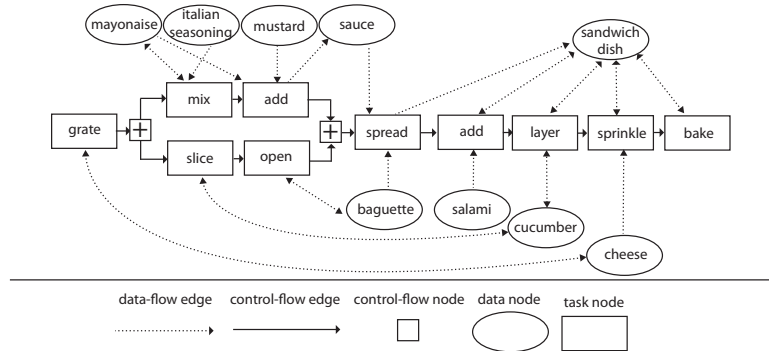 mayonaise
italian
seasoning
mustard
sauce
sandwich
dish
mix
add
grate
+
+
spread
add
layer
sprinkle
bake
slice
open
baguette
salami
cucumber
cheese
data-flow edge
control-flow edge
control-flow node
data node
task node